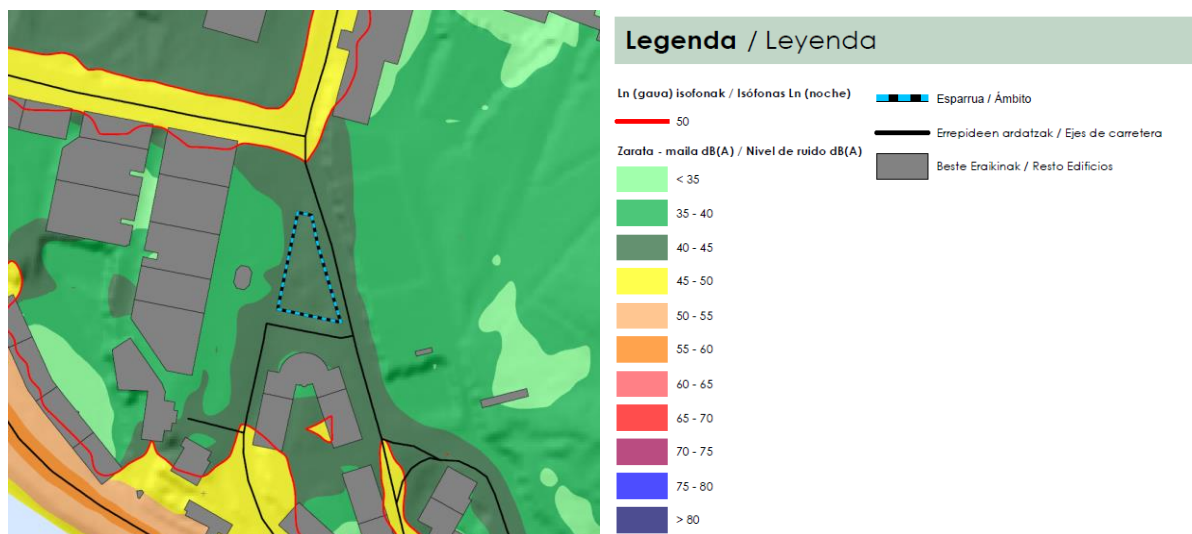 Legenda / Leyenda
Ln (gaua) isofonak / Isófonas Ln (noche)
50
Zarata - maila dB(A) / Nivel de ruido dB(A)
< 35
35 - 40
40 - 45
45 - 50
50 - 55
55 - 60
60 - 65
65 - 70
70 - 75
75 - 80
> 80
Esparrua / Ámbito
Errepideen ardatzak / Ejes de carretera
Beste Eraikinak / Resto Edificios